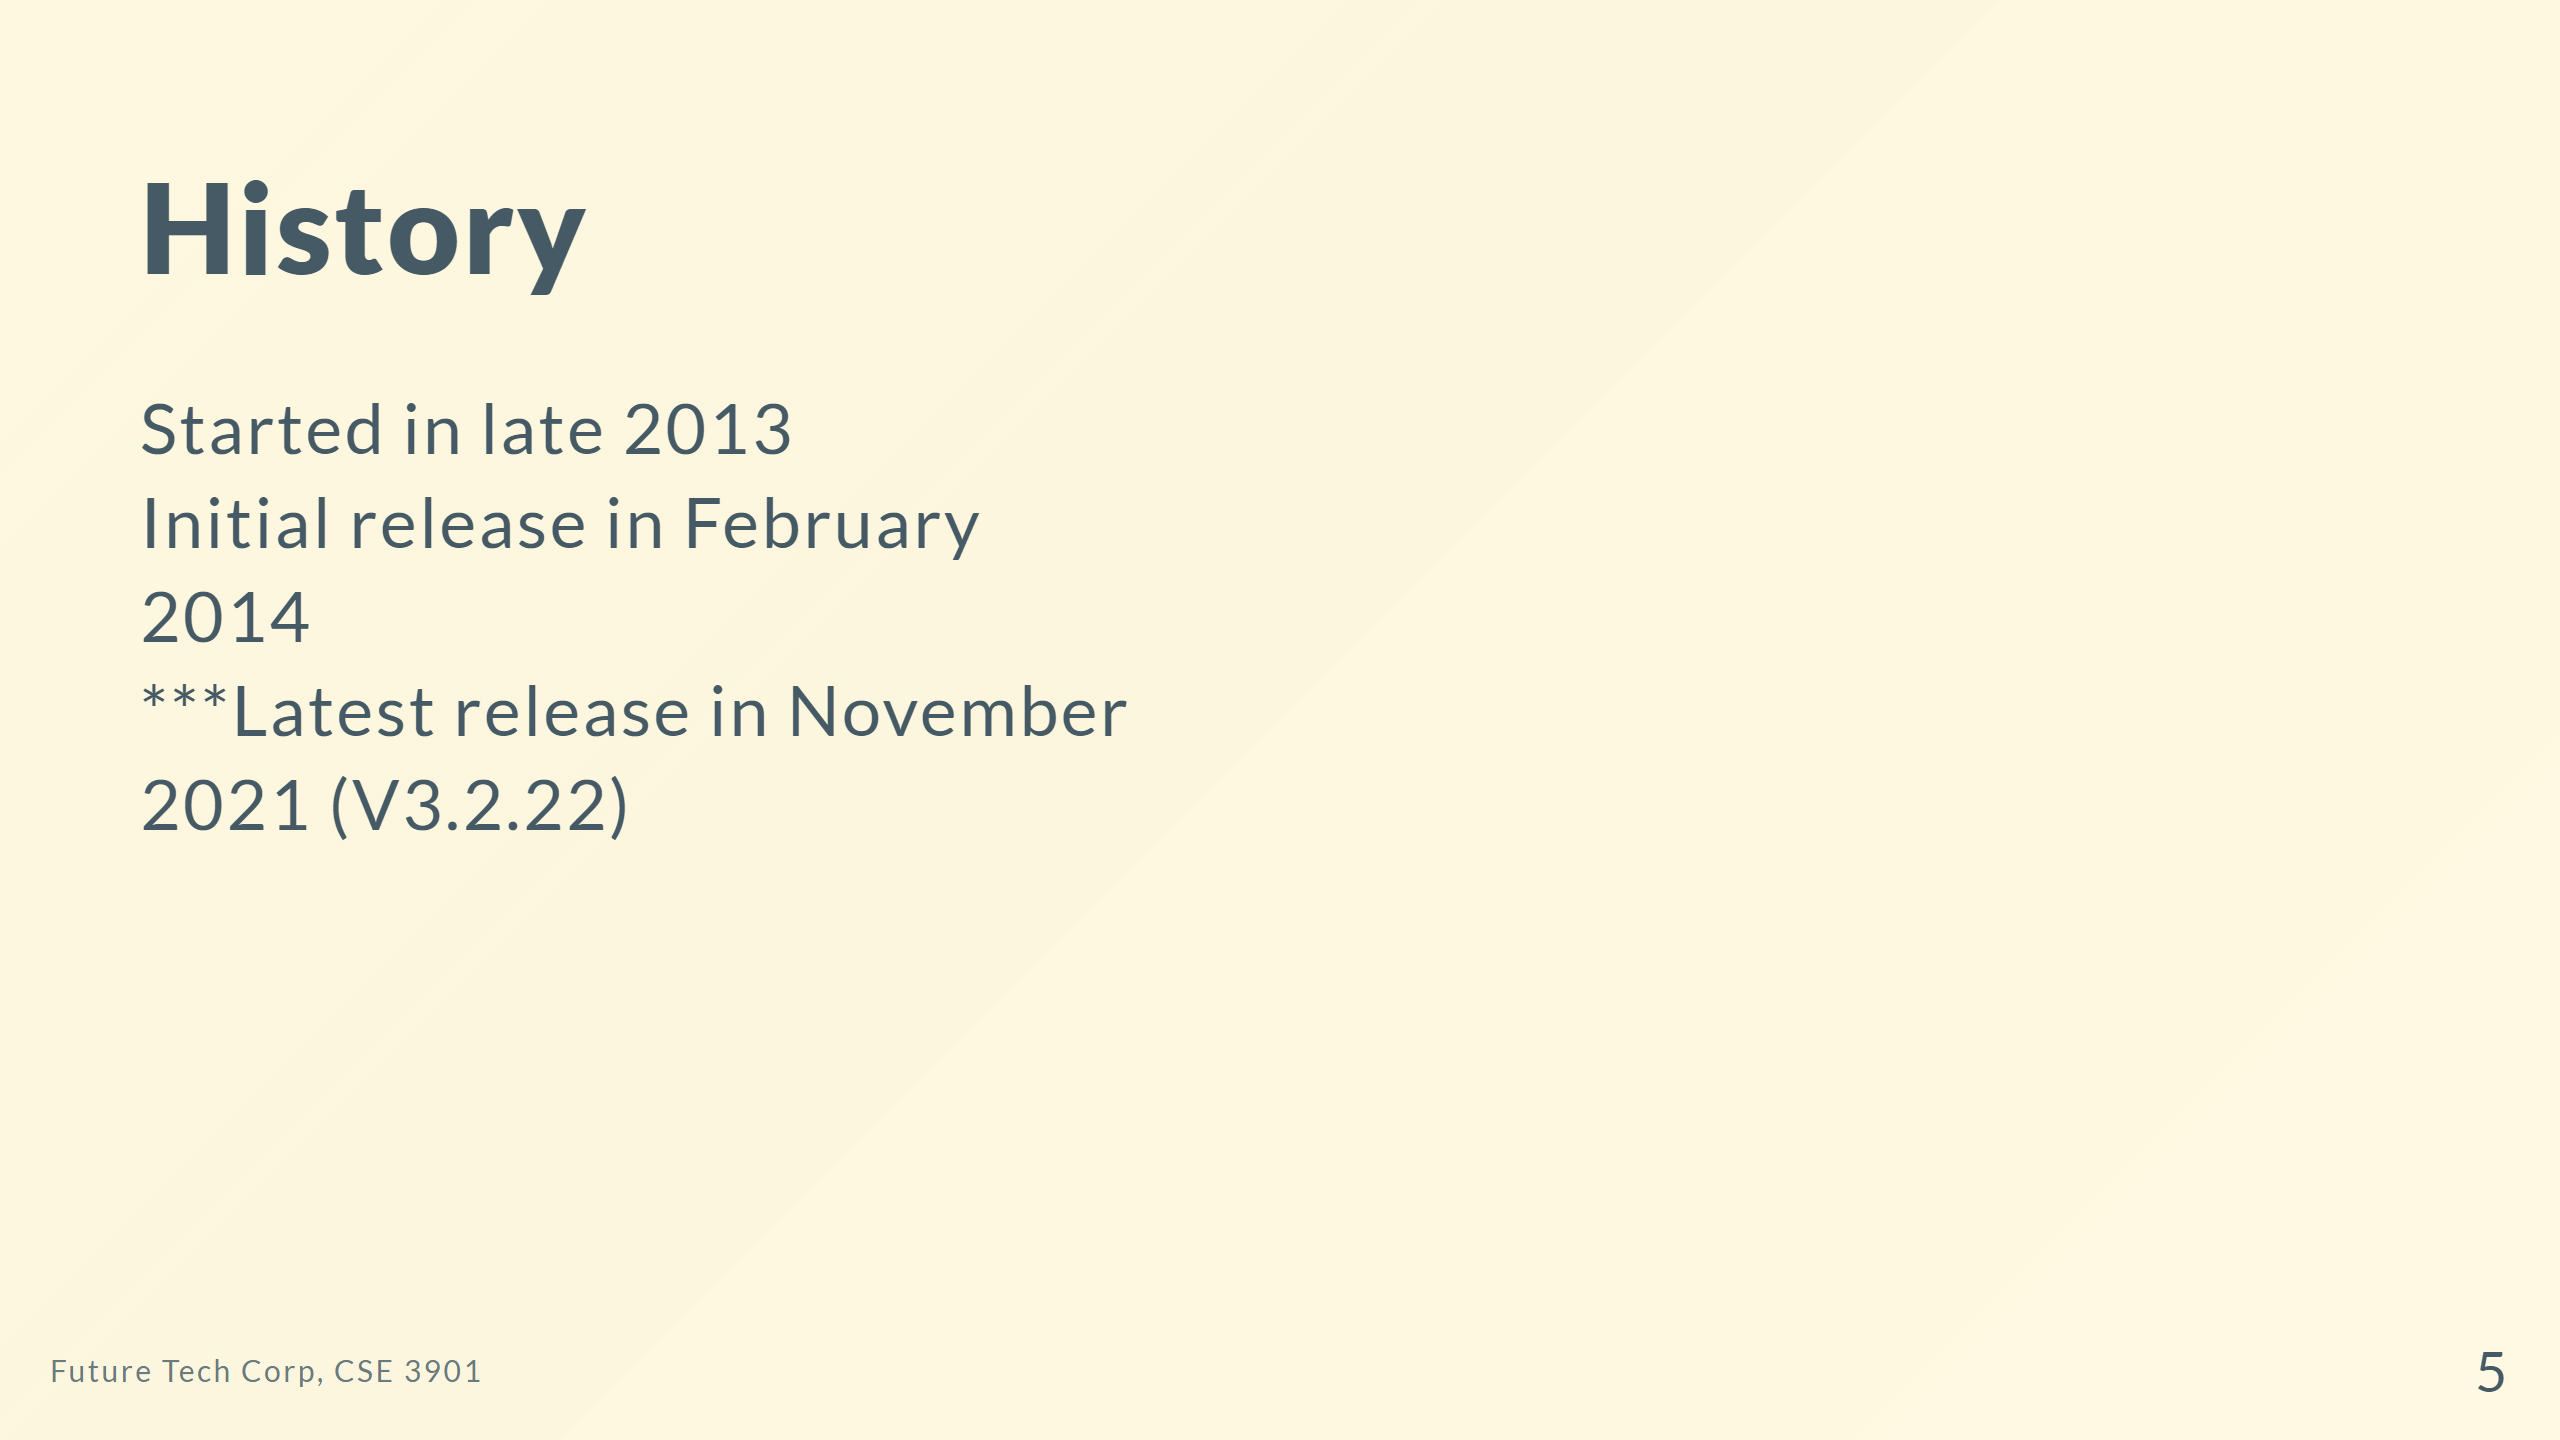 History
Started in late 2013
Initial release in February
2014
***Latest release in November
2021 (V3.2.22)
Future Tech Corp, CSE 3901
5